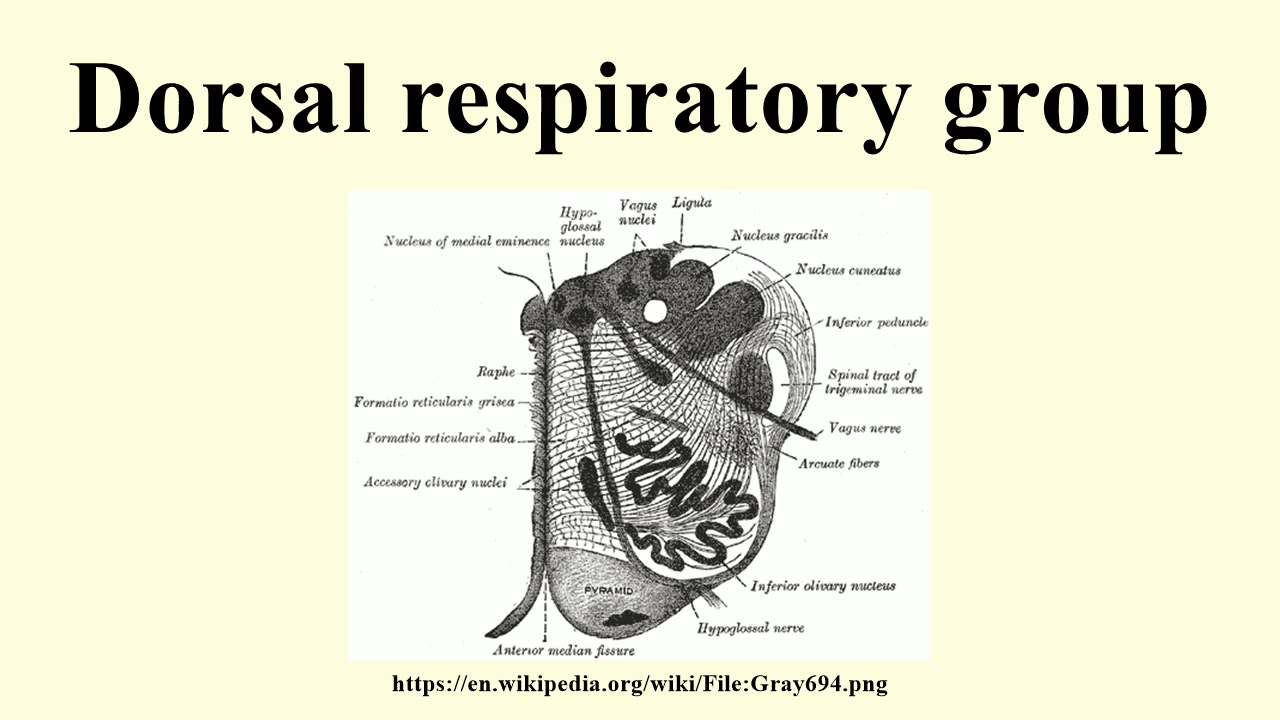 Dorsal respiratory group
Hypo-
glossal
nucleus
Vagus
nuclei
Ligula
Nucleus of medial eminence
Nucleus gracilis
Nucleus cuneatus
Inferior peduncle
Raphe
Spinal tract of
trigeminal nerve
Formatio reticularis grisea
Vagus nerve
Formatio reticularis alba
Arcuate fibers
Accessory olivary nuclei
Inferior olivary nucleus
PYRAMID
Hypoglossal nerve
Anterior median fissure
https://en.wikipedia.org/wiki/File:Gray694.png